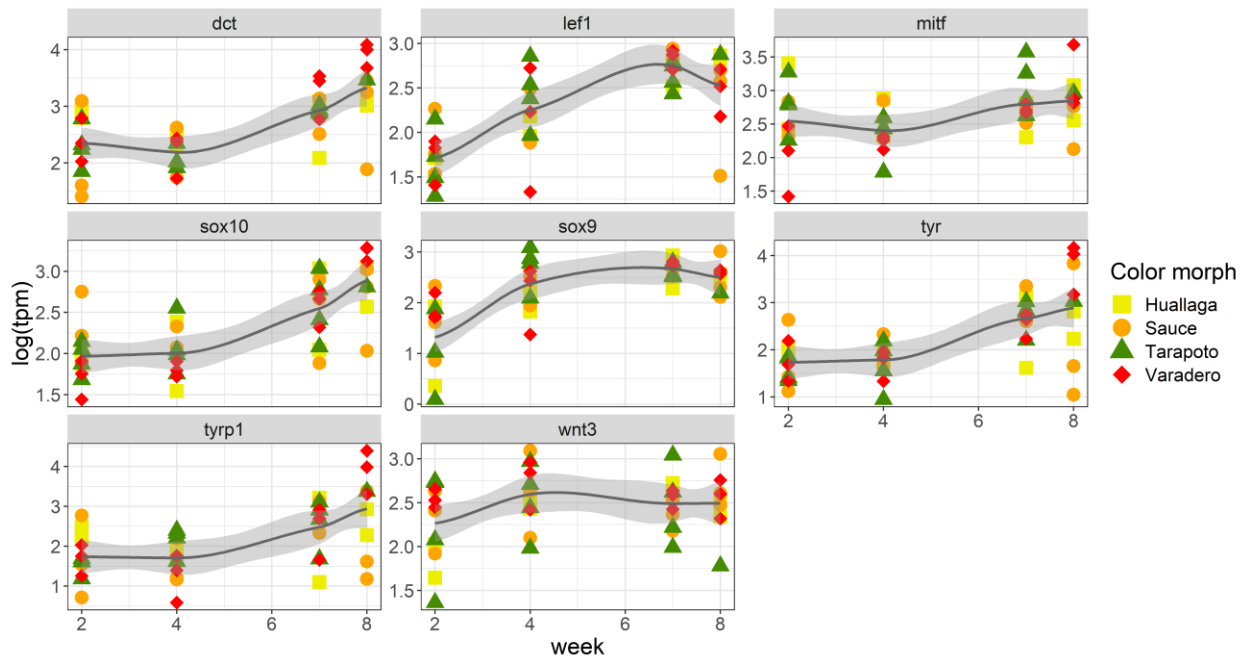 dct
lef1
mitf
4
3
2
3.0
2.5
2.0
1.5
3.5
3.0
2.5
2.0
1.5
sox10
sox9
tyr
log(tpm)
3.0
2.5
2.0
1.5
3
2
1
0
4
3
2
1
2 4 6 8
Color morph
Huallaga
Sauce
Tarapoto
Varadero
tyrp1
wnt3
4
3
2
1
3.0
2.5
2.0
1.5
2 4 6 8
2 4 6 8
week